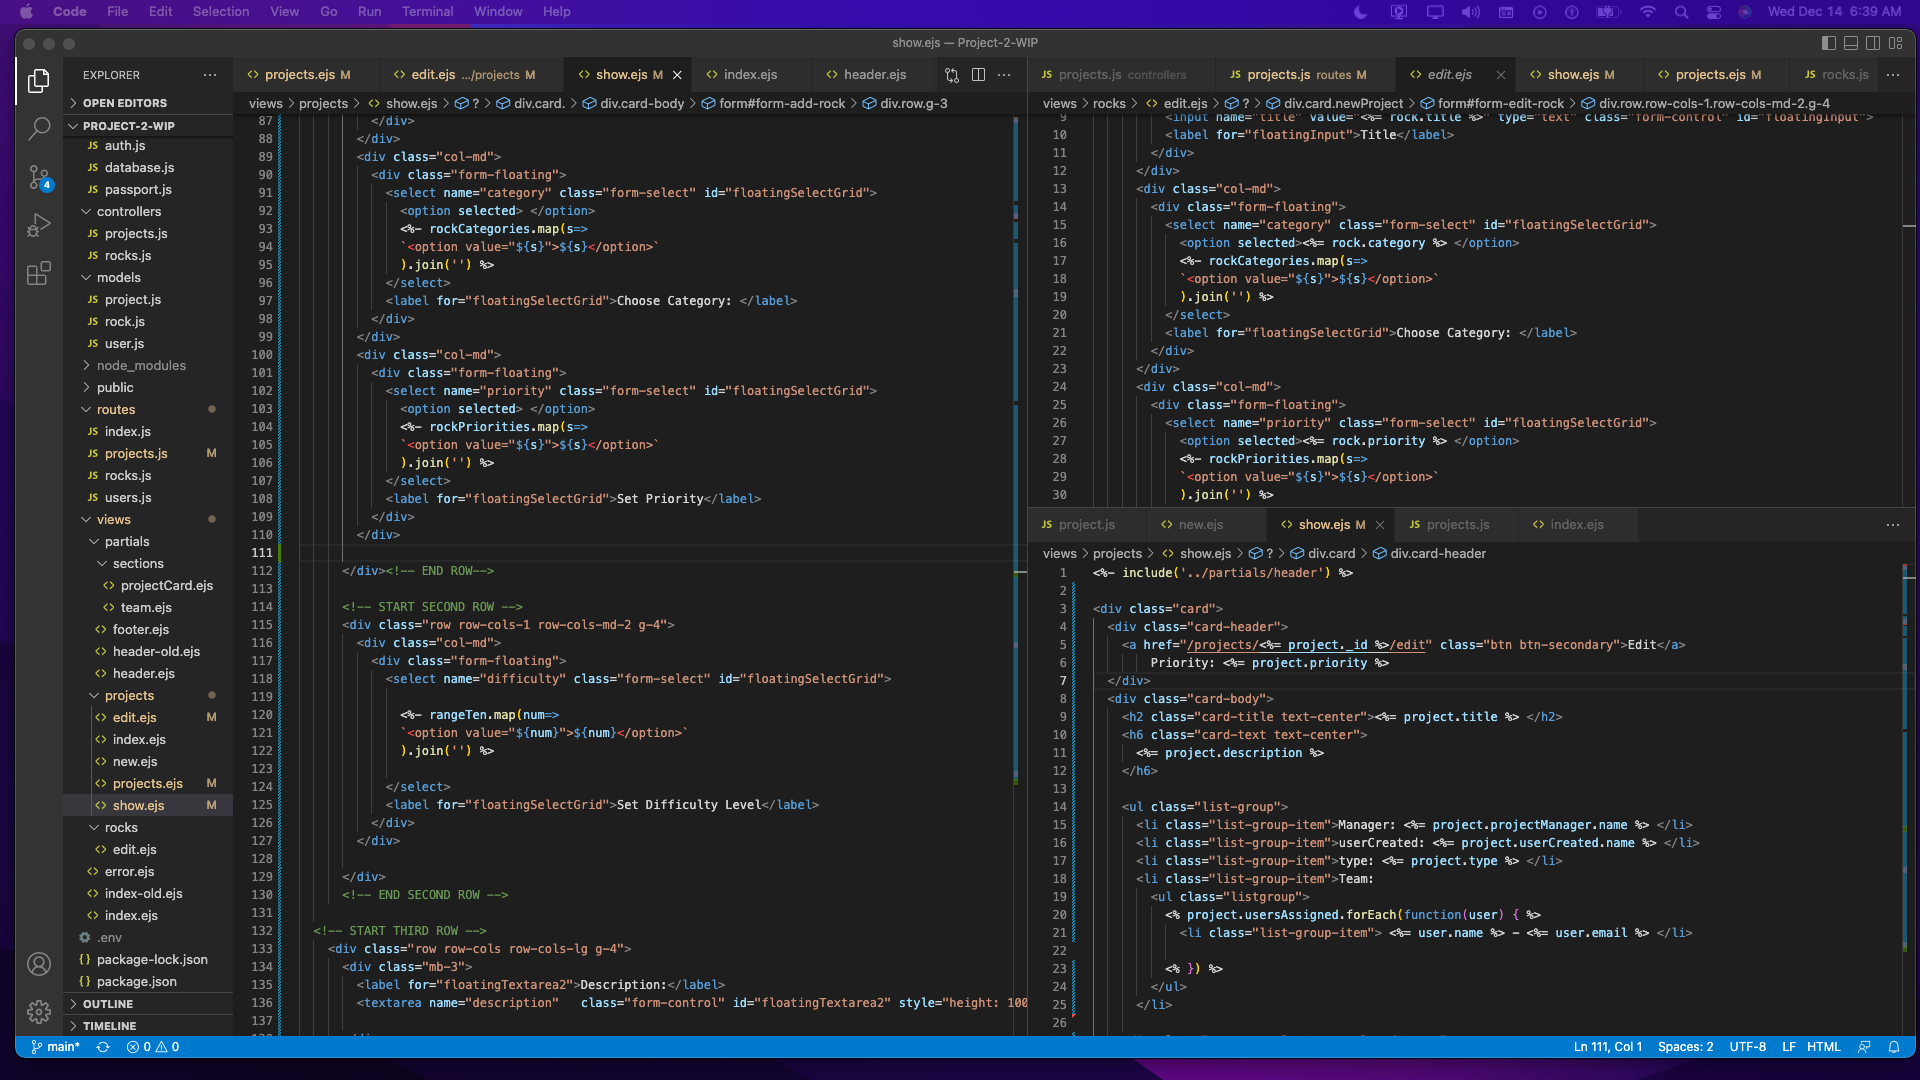 Code File Edit Selection View Go Run Terminal Window Help Wed Dec 14 6:39 AM
show.ejs — Project-2-WIP
EXPLORER ···
OPEN EDITORS
PROJECT-2-WIP
JS auth.js
JS database.js
JS passport.js
controllers
JS projects.js
JS rocks.js
models
JS project.js
JS rock.js
JS user.js
node_modules
public
routes
JS index.js
JS projects.js M
JS rocks.js
JS users.js
views
partials
sections
<> projectCard.ejs
<> team.ejs
<> footer.ejs
<> header-old.ejs
<> header.ejs
projects
<> edit.ejs M
<> index.ejs
<> new.ejs
<> projects.ejs M
<> show.ejs M
rocks
<> edit.ejs
<> error.ejs
<> index-old.ejs
<> index.ejs
.env
{} package-lock.json
{} package.json
OUTLINE
TIMELINE
4
<> projects.ejs M <> edit.ejs .../projects M <> show.ejs M × <> index.ejs <> header.ejs ···
views > projects > <> show.ejs > ? > div.card. > div.card-body > form#form-add-rock > div.row.g-3
87 </div>
88 </div>
89 <div class="col-md">
90 <div class="form-floating">
91 <select name="category" class="form-select" id="floatingSelectGrid">
92 <option selected> </option>
93 <%- rockCategories.map(s=>
94 `<option value="${s}">${s}</option>`
95 ).join('') %>
96 </select>
97 <label for="floatingSelectGrid">Choose Category: </label>
98 </div>
99 </div>
100 <div class="col-md">
101 <div class="form-floating">
102 <select name="priority" class="form-select" id="floatingSelectGrid">
103 <option selected> </option>
104 <%- rockPriorities.map(s=>
105 `<option value="${s}">${s}</option>`
106 ).join('') %>
107 </select>
108 <label for="floatingSelectGrid">Set Priority</label>
109 </div>
110 </div>
111
112 </div><!-- END ROW-->
113
114 <!-- START SECOND ROW -->
115 <div class="row row-cols-1 row-cols-md-2 g-4">
116 <div class="col-md">
117 <div class="form-floating">
118 <select name="difficulty" class="form-select" id="floatingSelectGrid">
119
120 <%- rangeTen.map(num=>
121 `<option value="${num}">${num}</option>`
122 ).join('') %>
123
124 </select>
125 <label for="floatingSelectGrid">Set Difficulty Level</label>
126 </div>
127 </div>
128
129 </div>
130 <!-- END SECOND ROW -->
131
132 <!-- START THIRD ROW -->
133 <div class="row row-cols row-cols-lg g-4">
134 <div class="mb-3">
135 <label for="floatingTextarea2">Description:</label>
136 <textarea name="description" class="form-control" id="floatingTextarea2" style="height: 100
137
JS projects.js controllers JS projects.js routes M <> edit.ejs × <> show.ejs M <> projects.ejs M JS rocks.js ···
views > rocks > <> edit.ejs > ? > div.card.newProject > form#form-edit-rock > div.row.row-cols-1.row-cols-md-2.g-4
9 <input name="title" value="<%= rock.title %>" type="text" class="form-control" id="floatingInput">
10 <label for="floatingInput">Title</label>
11 </div>
12 </div>
13 <div class="col-md">
14 <div class="form-floating">
15 <select name="category" class="form-select" id="floatingSelectGrid">
16 <option selected><%= rock.category %> </option>
17 <%- rockCategories.map(s=>
18 `<option value="${s}">${s}</option>`
19 ).join('') %>
20 </select>
21 <label for="floatingSelectGrid">Choose Category: </label>
22 </div>
23 </div>
24 <div class="col-md">
25 <div class="form-floating">
26 <select name="priority" class="form-select" id="floatingSelectGrid">
27 <option selected><%= rock.priority %> </option>
28 <%- rockPriorities.map(s=>
29 `<option value="${s}">${s}</option>`
30 ).join('') %>
JS project.js <> new.ejs <> show.ejs M × JS projects.js <> index.ejs ···
views > projects > <> show.ejs > ? > div.card > div.card-header
1 <%- include('../partials/header') %>
2
3 <div class="card">
4 <div class="card-header">
5 <a href="/projects/<%= project._id %>/edit" class="btn btn-secondary">Edit</a>
6 Priority: <%= project.priority %>
7 </div>
8 <div class="card-body">
9 <h2 class="card-title text-center"><%= project.title %> </h2>
10 <h6 class="card-text text-center">
11 <%= project.description %>
12 </h6>
13
14 <ul class="list-group">
15 <li class="list-group-item">Manager: <%= project.projectManager.name %> </li>
16 <li class="list-group-item">userCreated: <%= project.userCreated.name %> </li>
17 <li class="list-group-item">type: <%= project.type %> </li>
18 <li class="list-group-item">Team:
19 <ul class="listgroup">
20 <% project.usersAssigned.forEach(function(user) { %>
21 <li class="list-group-item"> <%= user.name %> - <%= user.email %> </li>
22
23 <% }) %>
24 </ul>
25 </li>
26
main* 0 0 Ln 111, Col 1 Spaces: 2 UTF-8 LF HTML